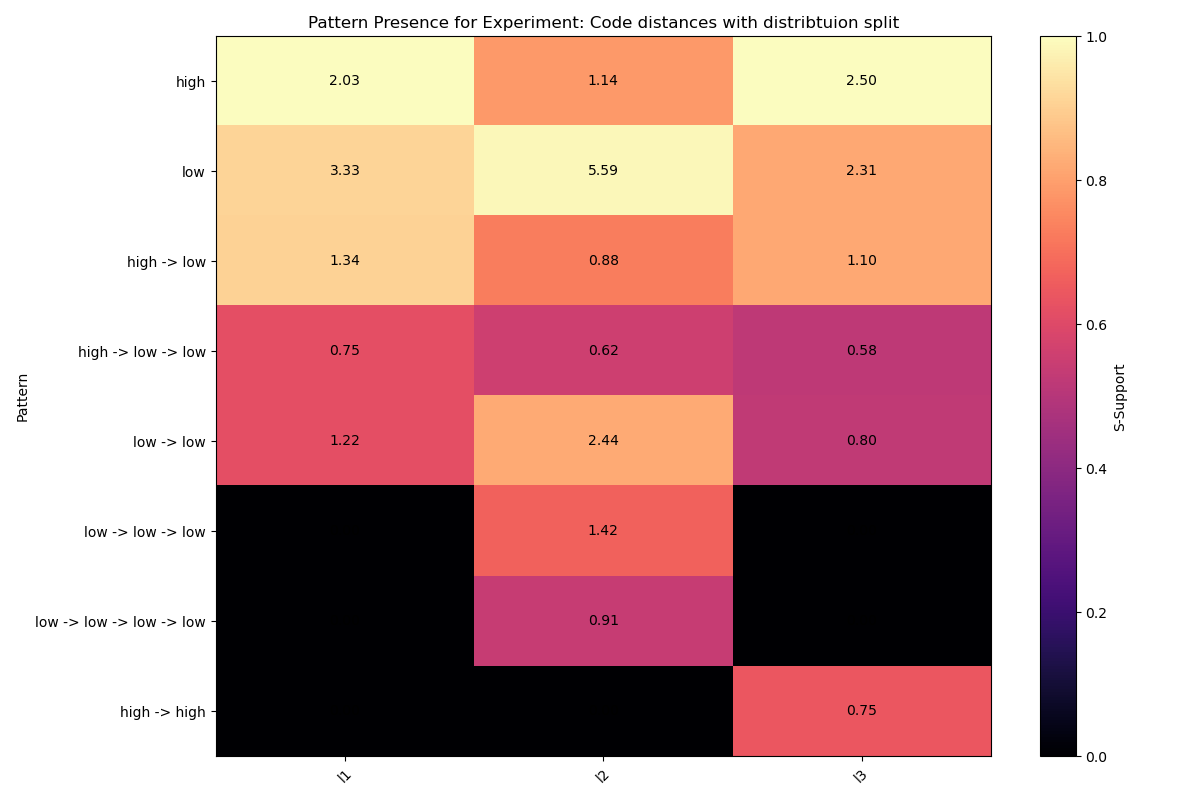 Pattern Presence for Experiment: Code distances with distribtuion split
high 2.03 1.14 2.50
low 3.33 5.59 2.31
high -> low 1.34 0.88 1.10
high -> low -> low 0.75 0.62 0.58
low -> low 1.22 2.44 0.80
low -> low -> low 1.42
low -> low -> low -> low 0.91
high -> high 0.75
Pattern
l1 l2 l3
1.0
0.8
0.6
0.4
0.2
0.0
S-Support